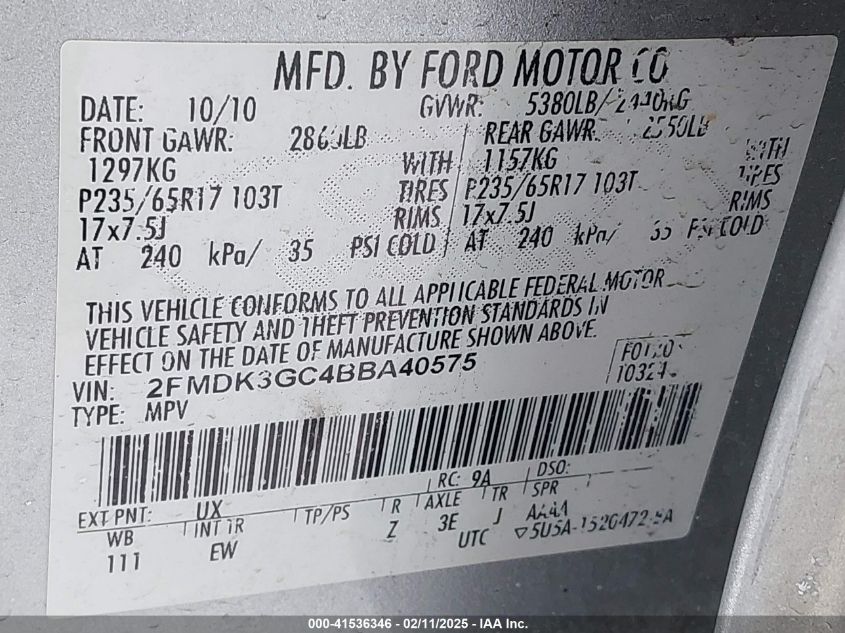 MFD. BY FORD MOTOR CO
DATE: 10/10 GVWR: 5380LB/2440KG
FRONT GAWR: 2860LB REAR GAWR: 2550LB
1297KG WITH 1157KG WITH
P235/65R17 103T TIRES P235/65R17 103T TIRES
17x7.5J RIMS 17x7.5J RIMS
AT 240 kPa/ 35 PSI COLD AT 240 kPa/ 35 PSI COLD
THIS VEHICLE CONFORMS TO ALL APPLICABLE FEDERAL MOTOR
VEHICLE SAFETY AND THEFT PREVENTION STANDARDS IN
EFFECT ON THE DATE OF MANUFACTURE SHOWN ABOVE.
VIN: 2FMDK3GC4BBA40575
TYPE: MPV
EXT PNT: UX RC: 9A DSO:
WB INT TR TP/PS R AXLE TR SPR
111 EW Z 3E J AAAA
UTC
000-41536346 - 02/11/2025 - IAA Inc.